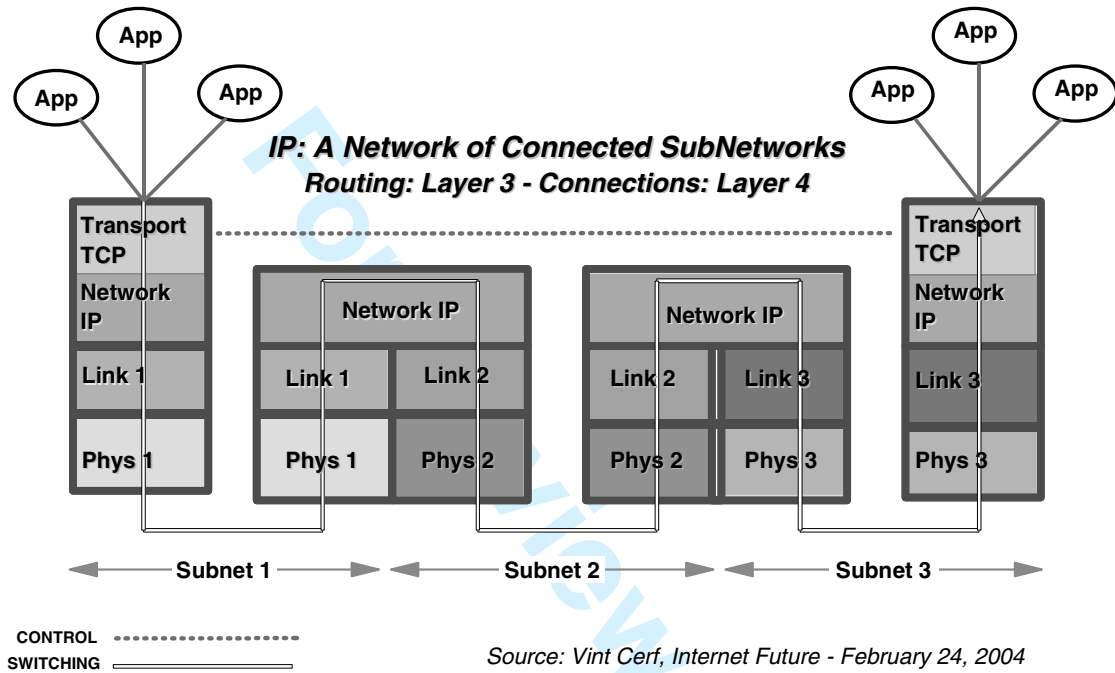 App
App
App
App
App
App
IP: A Network of Connected SubNetworks
Routing: Layer 3 - Connections: Layer 4
Transport
TCP
Network
IP
Link 1
Phys 1
Network IP
Link 1
Link 2
Phys 1
Phys 2
Network IP
Link 2
Link 3
Phys 2
Phys 3
Transport
TCP
Network
IP
Link 3
Phys 3
Subnet 1
Subnet 2
Subnet 3
CONTROL
SWITCHING
Source: Vint Cerf, Internet Future - February 24, 2004